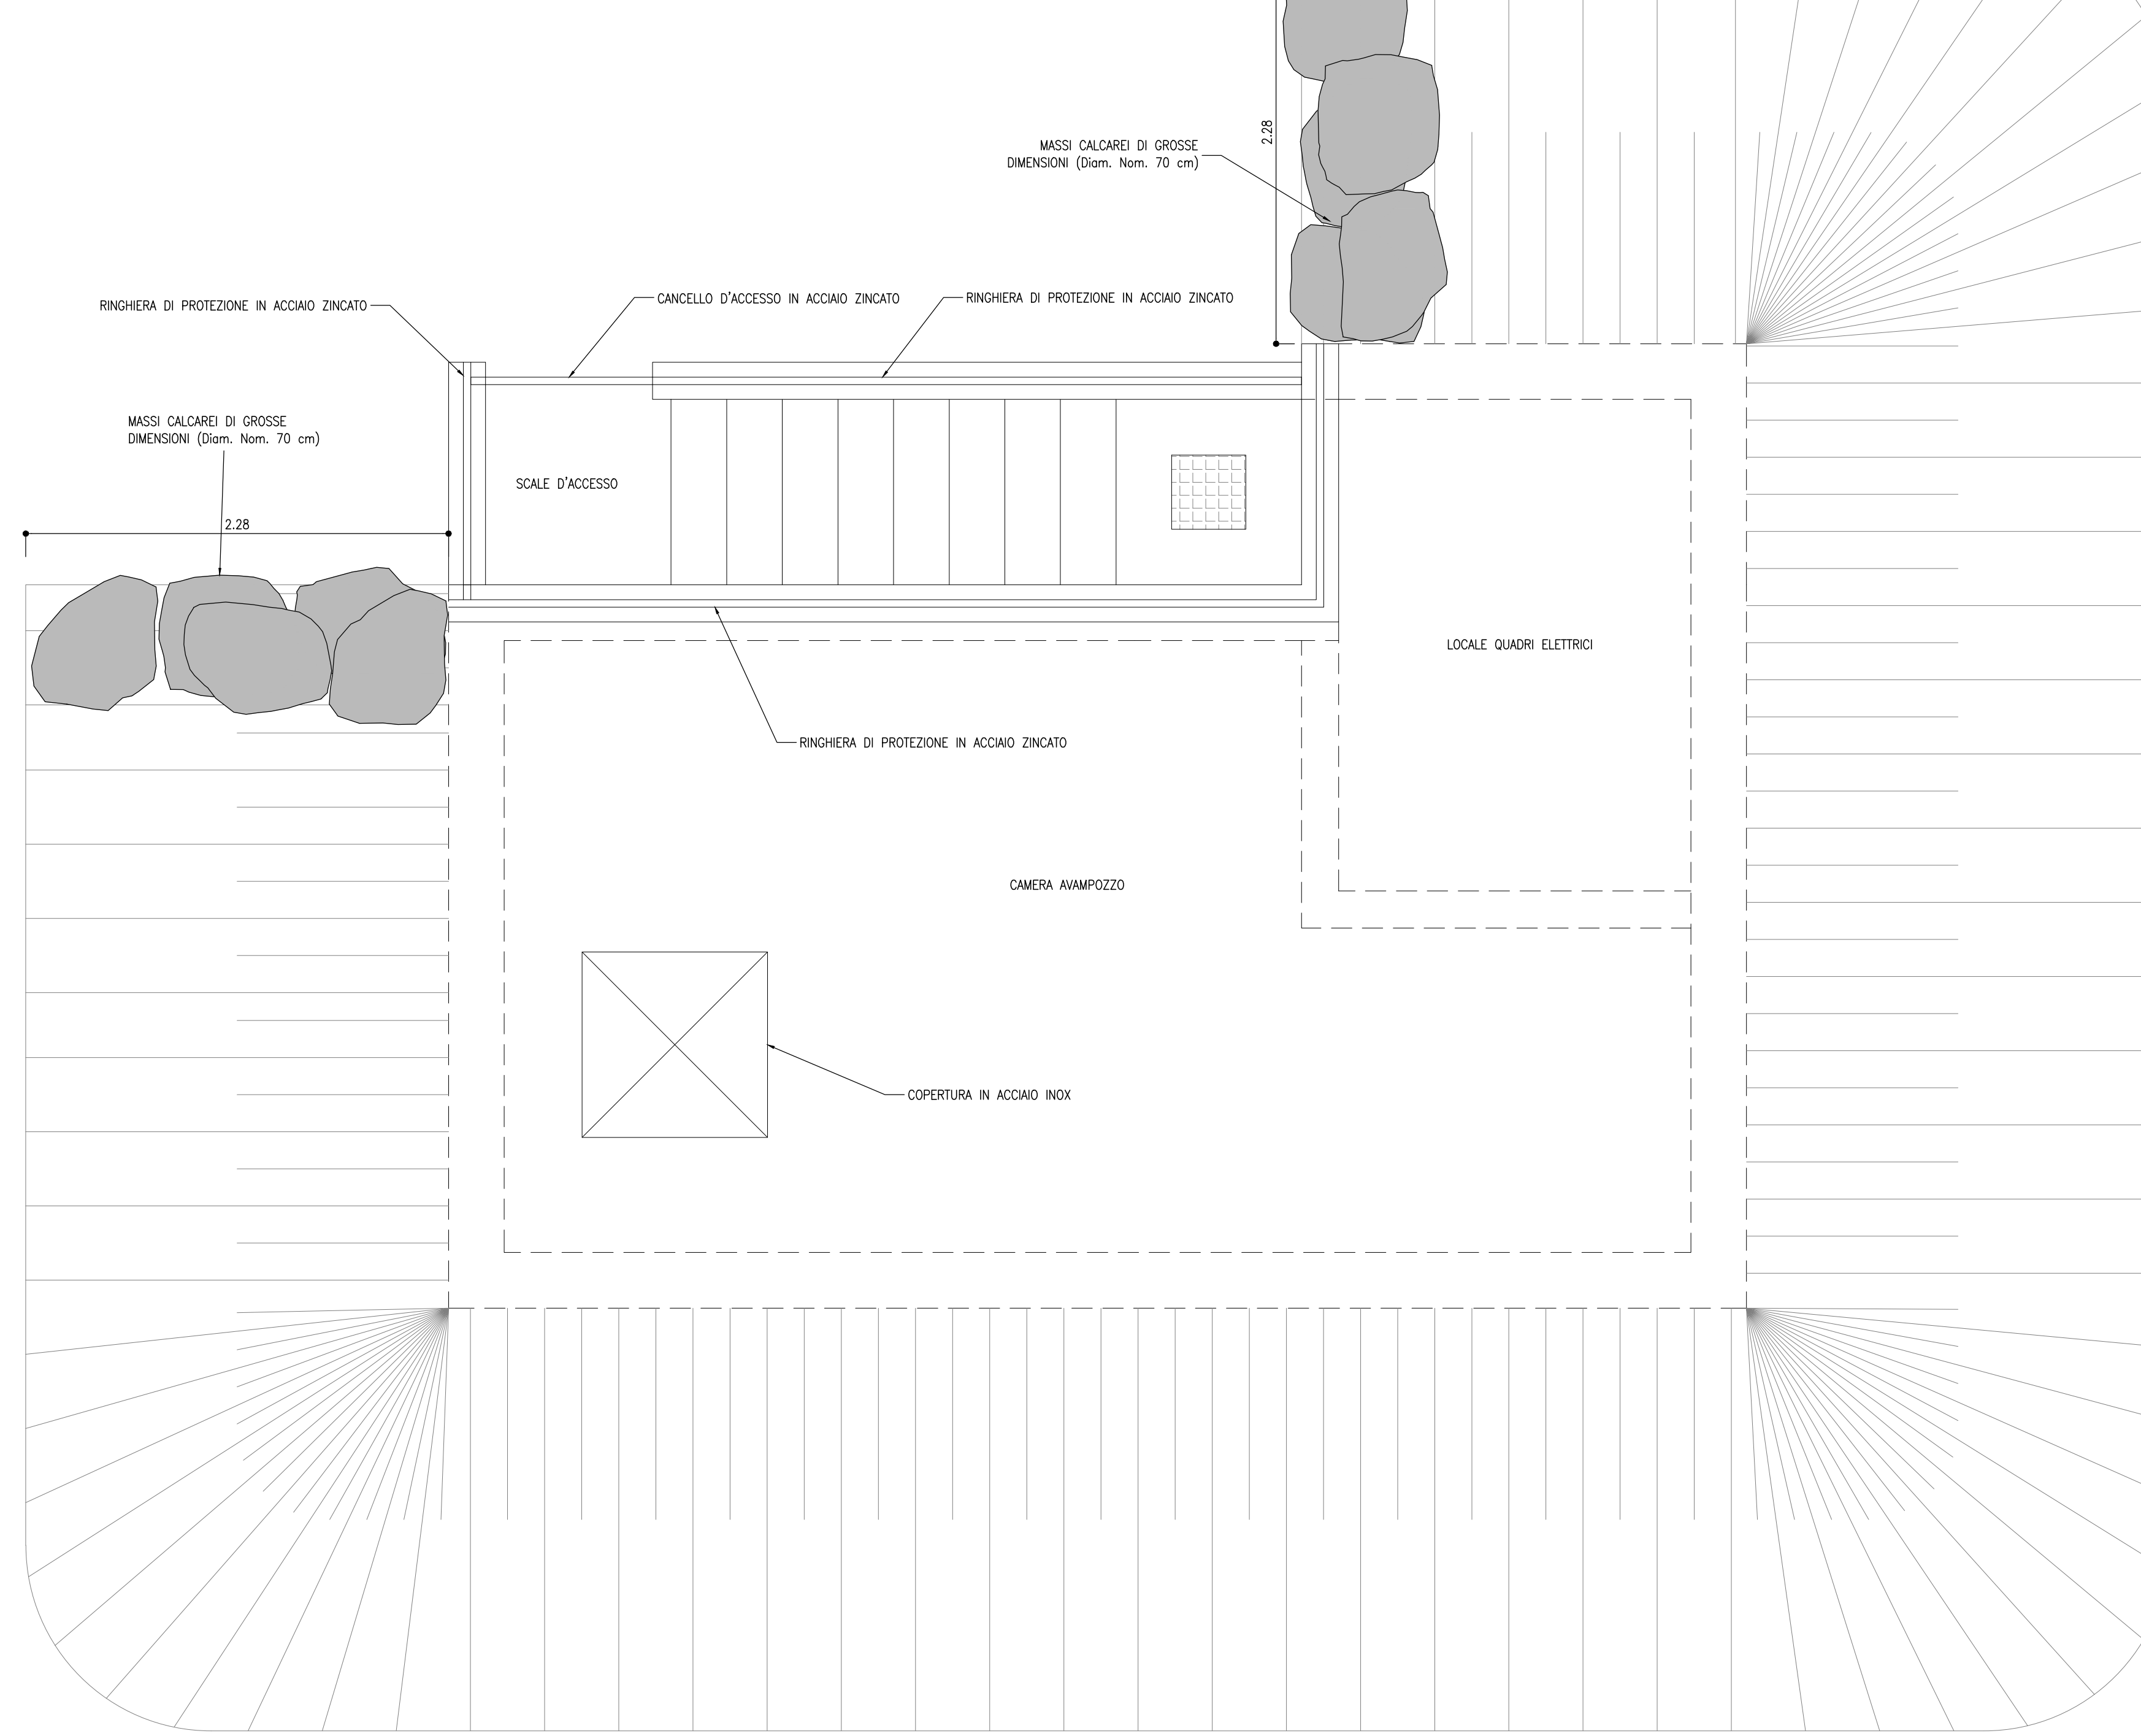 2.28
MASSI CALCAREI DI GROSSE
DIMENSIONI (Diam. Nom. 70 cm)
RINGHIERA DI PROTEZIONE IN ACCIAIO ZINCATO
CANCELLO D'ACCESSO IN ACCIAIO ZINCATO
RINGHIERA DI PROTEZIONE IN ACCIAIO ZINCATO
MASSI CALCAREI DI GROSSE
DIMENSIONI (Diam. Nom. 70 cm)
SCALE D'ACCESSO
2.28
LOCALE QUADRI ELETTRICI
RINGHIERA DI PROTEZIONE IN ACCIAIO ZINCATO
CAMERA AVAMPOZZO
COPERTURA IN ACCIAIO INOX